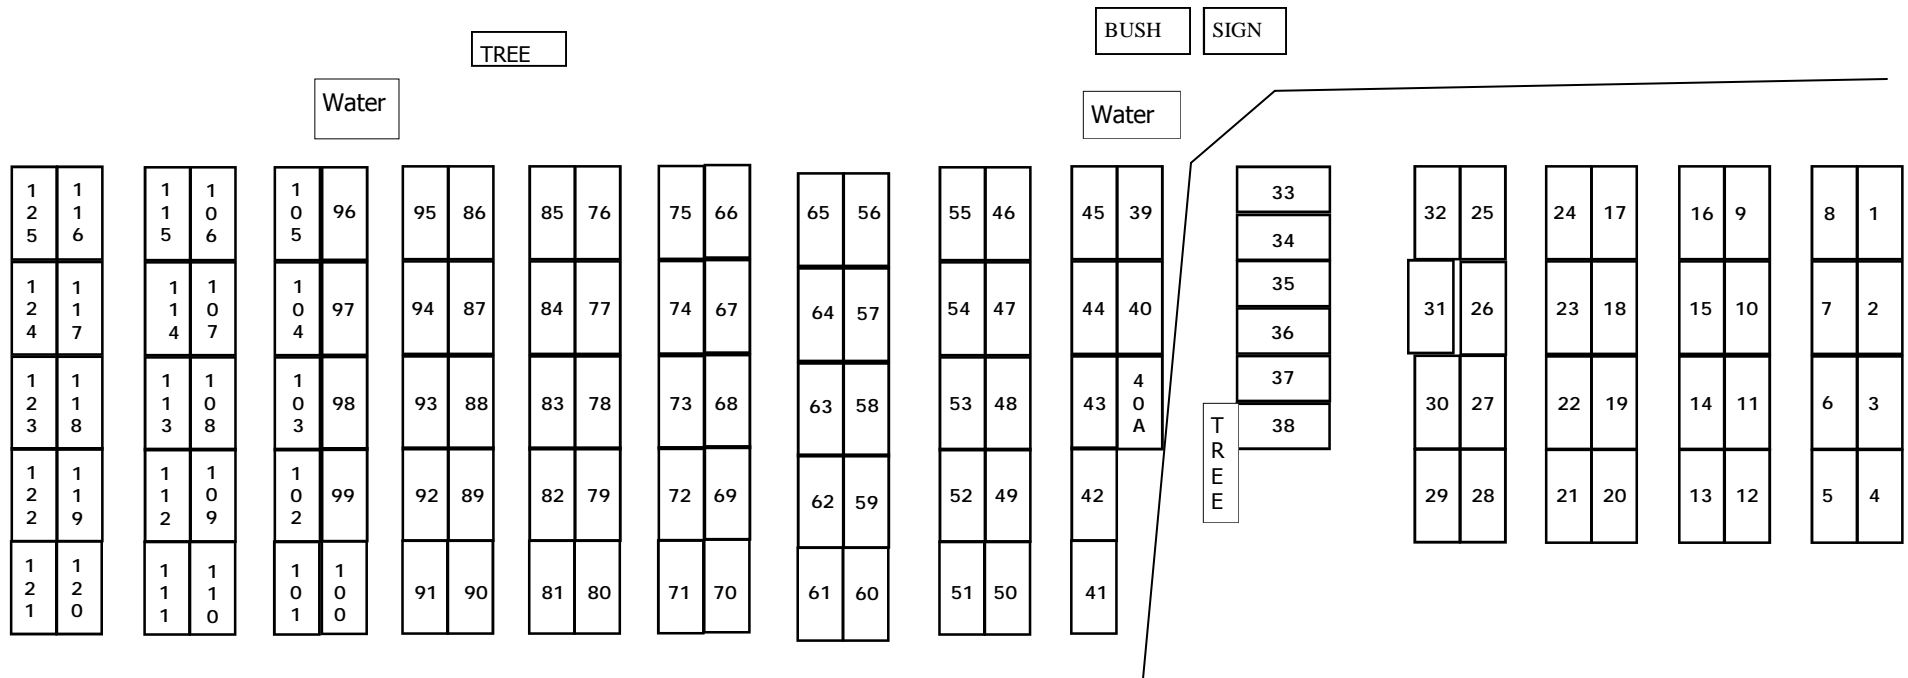 BUSH SIGN
TREE
Water Water
125 116 115 106 105 96 95 86 85 76 75 66 65 56 55 46 45 39 33 32 25 24 17 16 9 8 1
34
124 117 114 107 104 97 94 87 84 77 74 67 64 57 54 47 44 40 35 31 26 23 18 15 10 7 2
36
123 118 113 108 103 98 93 88 83 78 73 68 63 58 53 48 43 40A 37 30 27 22 19 14 11 6 3
TREE 38
122 119 112 109 102 99 92 89 82 79 72 69 62 59 52 49 42 29 28 21 20 13 12 5 4
121 120 111 110 101 100 91 90 81 80 71 70 61 60 51 50 41